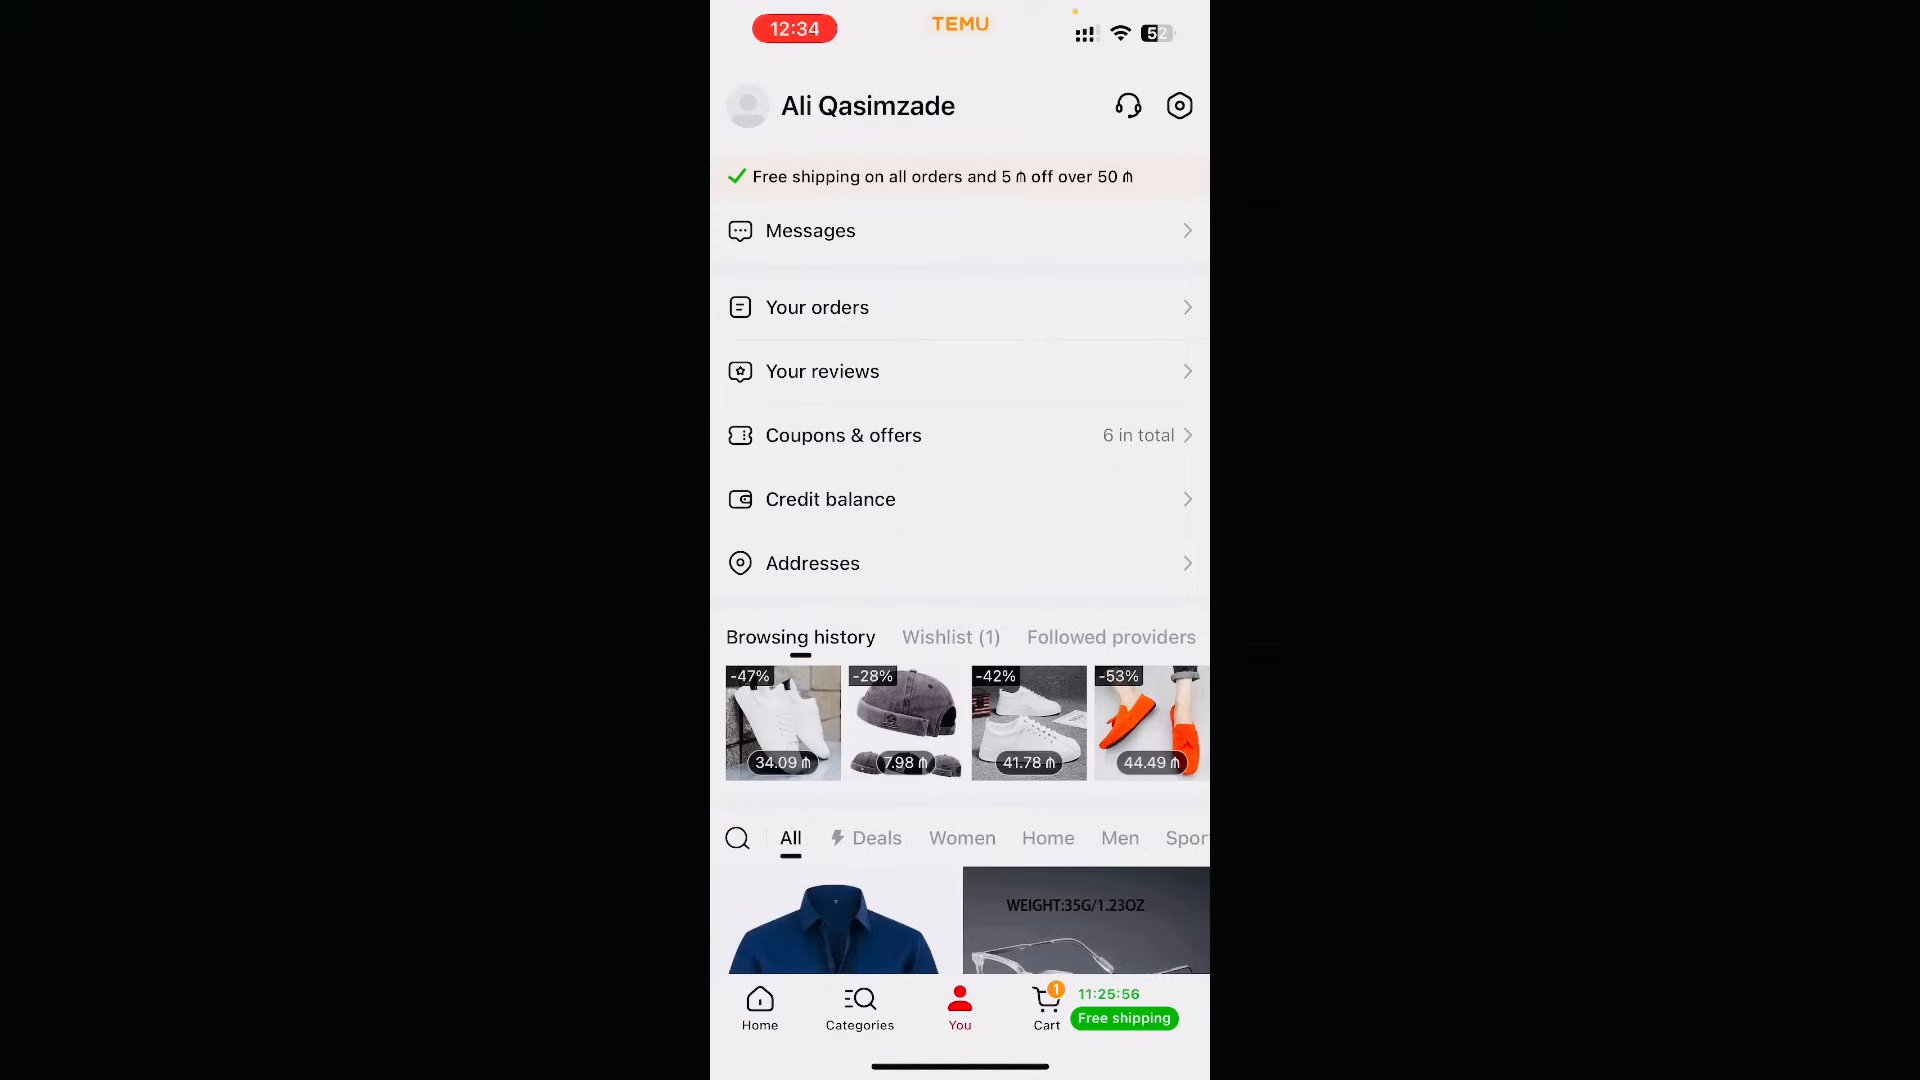 12:34
TEMU
52
Ali Qasimzade
Free shipping on all orders and 5 ₼ off over 50 ₼
Messages
Your orders
Your reviews
Coupons & offers
6 in total
Credit balance
Addresses
Browsing history
Wishlist (1)
Followed providers
-47%
-28%
-42%
-53%
34.09 ₼
7.98 ₼
41.78 ₼
44.49 ₼
All
Deals
Women
Home
Men
Spor
WEIGHT:35G/1.23OZ
1
11:25:56
Free shipping
Home
Categories
You
Cart